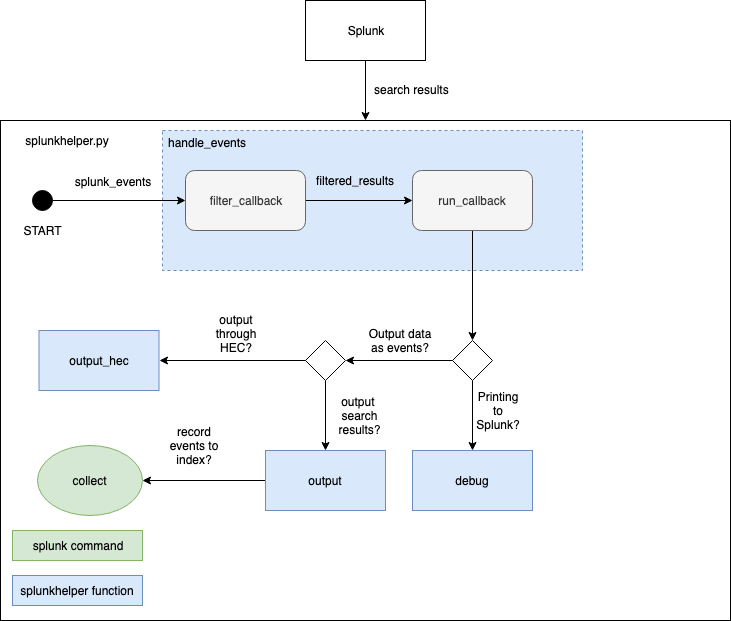 Splunk
search results
splunkhelper.py
handle_events
splunk_events
filter_callback
filtered_results
run_callback
START
output
through
HEC?
Output data
as events?
output_hec
Printing
to
Splunk?
output
search
results?
record
events to
index?
collect
output
debug
splunk command
splunkhelper function